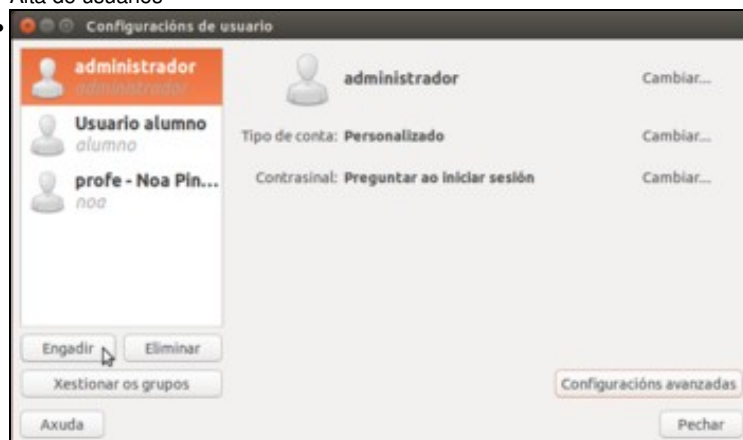 Alta de usuarios
Configuracións de usuario
administrador
administrador
Usuario alumno
alumno
profe - Noa Pin...
noa
administrador
Cambiar...
Tipo de conta: Personalizado
Cambiar...
Contrasinal: Preguntar ao iniciar sesión
Cambiar...
Engadir
Eliminar
Xestionar os grupos
Configuracións avanzadas
Axuda
Pechar